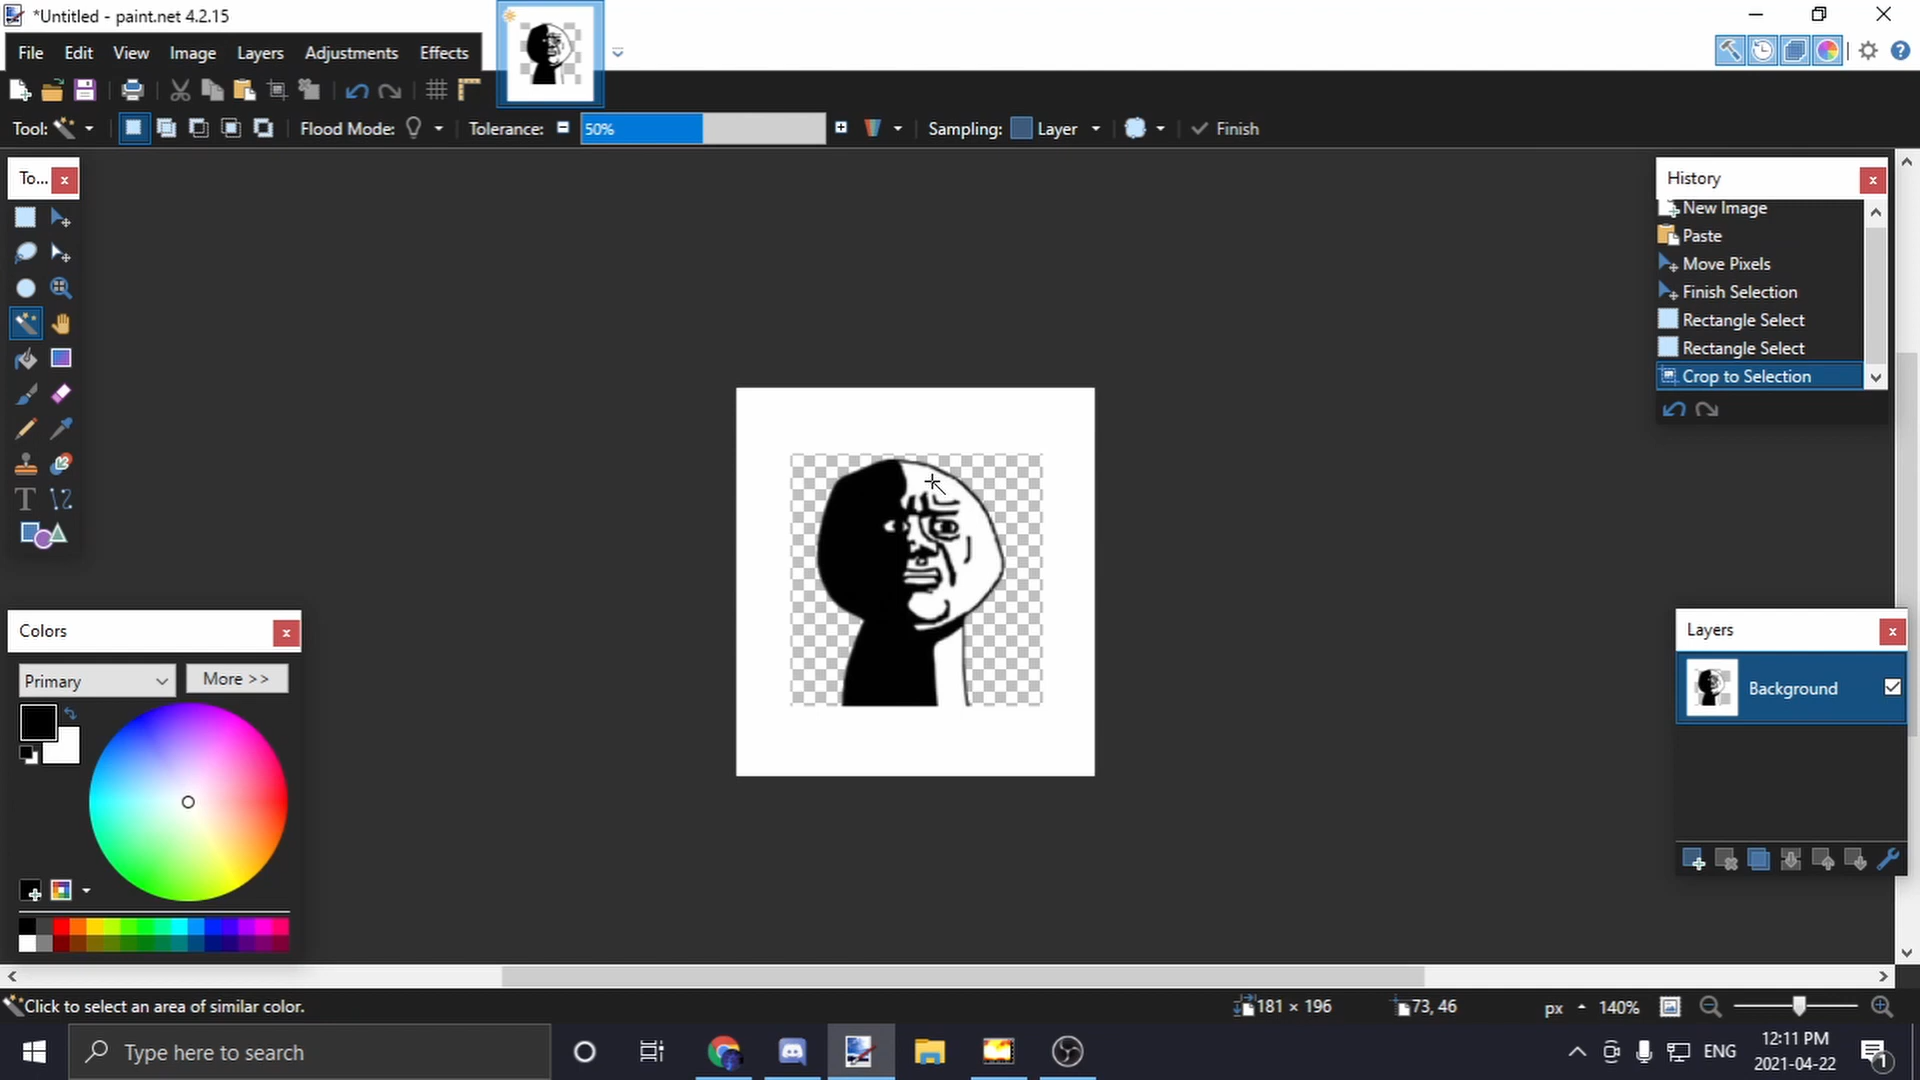 *Untitled - paint.net 4.2.15
File Edit View Image Layers Adjustments Effects
Tool: Flood Mode: Tolerance: 50% Sampling: Layer Finish
To...
History
New Image
Paste
Move Pixels
Finish Selection
Rectangle Select
Rectangle Select
Crop to Selection
Colors
Primary
More >>
Layers
Background
Click to select an area of similar color.
181 × 196
73, 46
px
140%
Type here to search
ENG
12:11 PM
2021-04-22
1